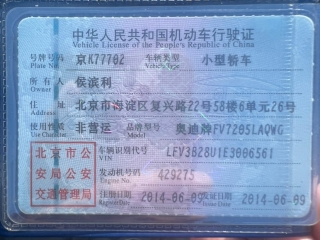 中华人民共和国机动车行驶证
Vehicle License of the People's Republic of China
号牌号码 京K77702 车辆类型 小型轿车
Plate No. Vehicle Type
所有人 侯滨利
Owner
住址 北京市海淀区复兴路22号58楼6单元26号
Address
使用性质 非营运 品牌型号 奥迪牌FV7205LAQWG
Use Character Model
北京市公安局公安交通管理局
车辆识别代号 LFV3B28U1E3006561
VIN
发动机号码 429275
Engine No.
注册日期 2014-06-09 发证日期 2014-06-09
Register Date Issue Date